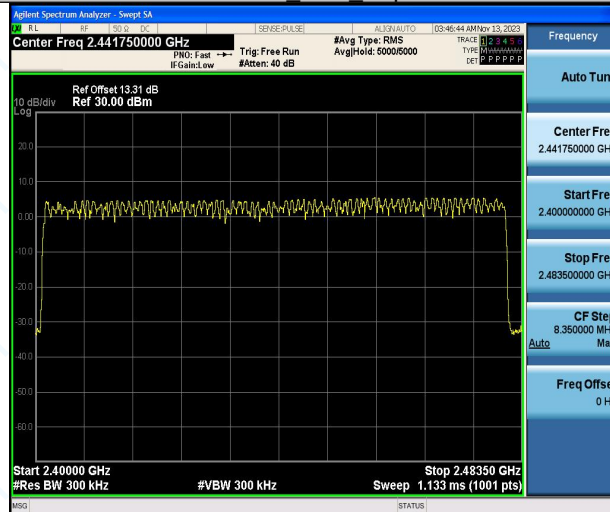 Agilent Spectrum Analyzer - Swept SA
RL RF 50 Ω DC SENSE:PULSE ALIGNAUTO 03:46:44 AM Nov 13, 2023
Center Freq 2.441750000 GHz
PNO: Fast
IFGain:Low
Trig: Free Run
#Atten: 40 dB
#Avg Type: RMS
Avg|Hold: 5000/5000
TRACE 1 2 3 4 5 6
TYPE M
DET P P P P P P
Ref Offset 13.31 dB
10 dB/div Ref 30.00 dBm
Log
20.0
10.0
0.00
-10.0
-20.0
-30.0
-40.0
-50.0
-60.0
Start 2.40000 GHz Stop 2.48350 GHz
#Res BW 300 kHz #VBW 300 kHz Sweep 1.133 ms (1001 pts)
MSG STATUS
Frequency
Auto Tun
Center Fre
2.441750000 GH
Start Fre
2.400000000 GH
Stop Fre
2.483500000 GH
CF Ste
8.350000 MH
Auto Ma
Freq Offse
0 H